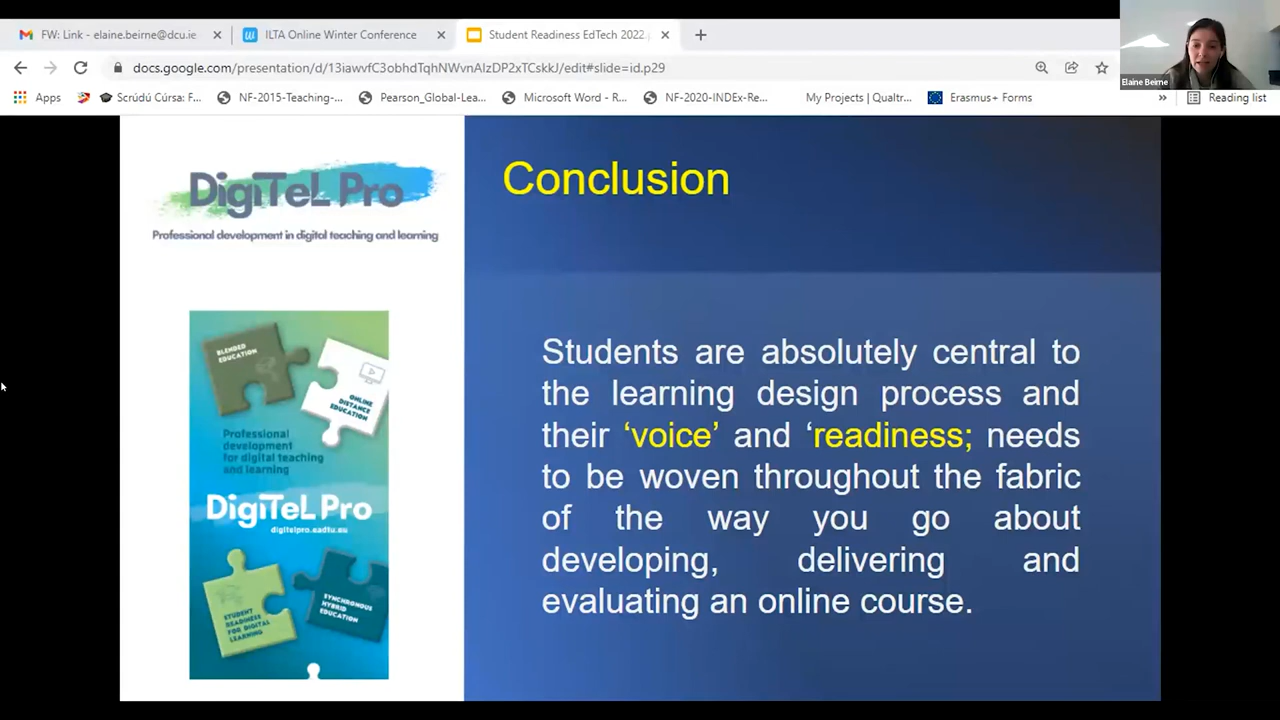 FW: Link - elaine.beirne@dcu.ie
ILTA Online Winter Conference
Student Readiness EdTech 2022.
docs.google.com/presentation/d/13iawvfC3obhdTqhNWvnAIzDP2xTCskkJ/edit#slide=id.p29
Elaine Beirne
Apps
Scrúdú Cúrsa: F...
NF-2015-Teaching-...
Pearson_Global-Lea...
Microsoft Word - R...
NF-2020-INDEx-Re...
My Projects | Qualtr...
Erasmus+ Forms
»
Reading list
DigiTeL Pro
Professional development in digital teaching and learning
Conclusion
BLENDED
EDUCATION
ONLINE
DISTANCE
EDUCATION
Professional
development
for digital teaching
and learning
DigiTeL Pro
digitelpro.eadtu.eu
STUDENT
READINESS
FOR DIGITAL
LEARNING
SYNCHRONOUS
HYBRID
EDUCATION
Students are absolutely central to
the learning design process and
their ‘voice’ and ‘readiness; needs
to be woven throughout the fabric
of the way you go about
developing, delivering and
evaluating an online course.